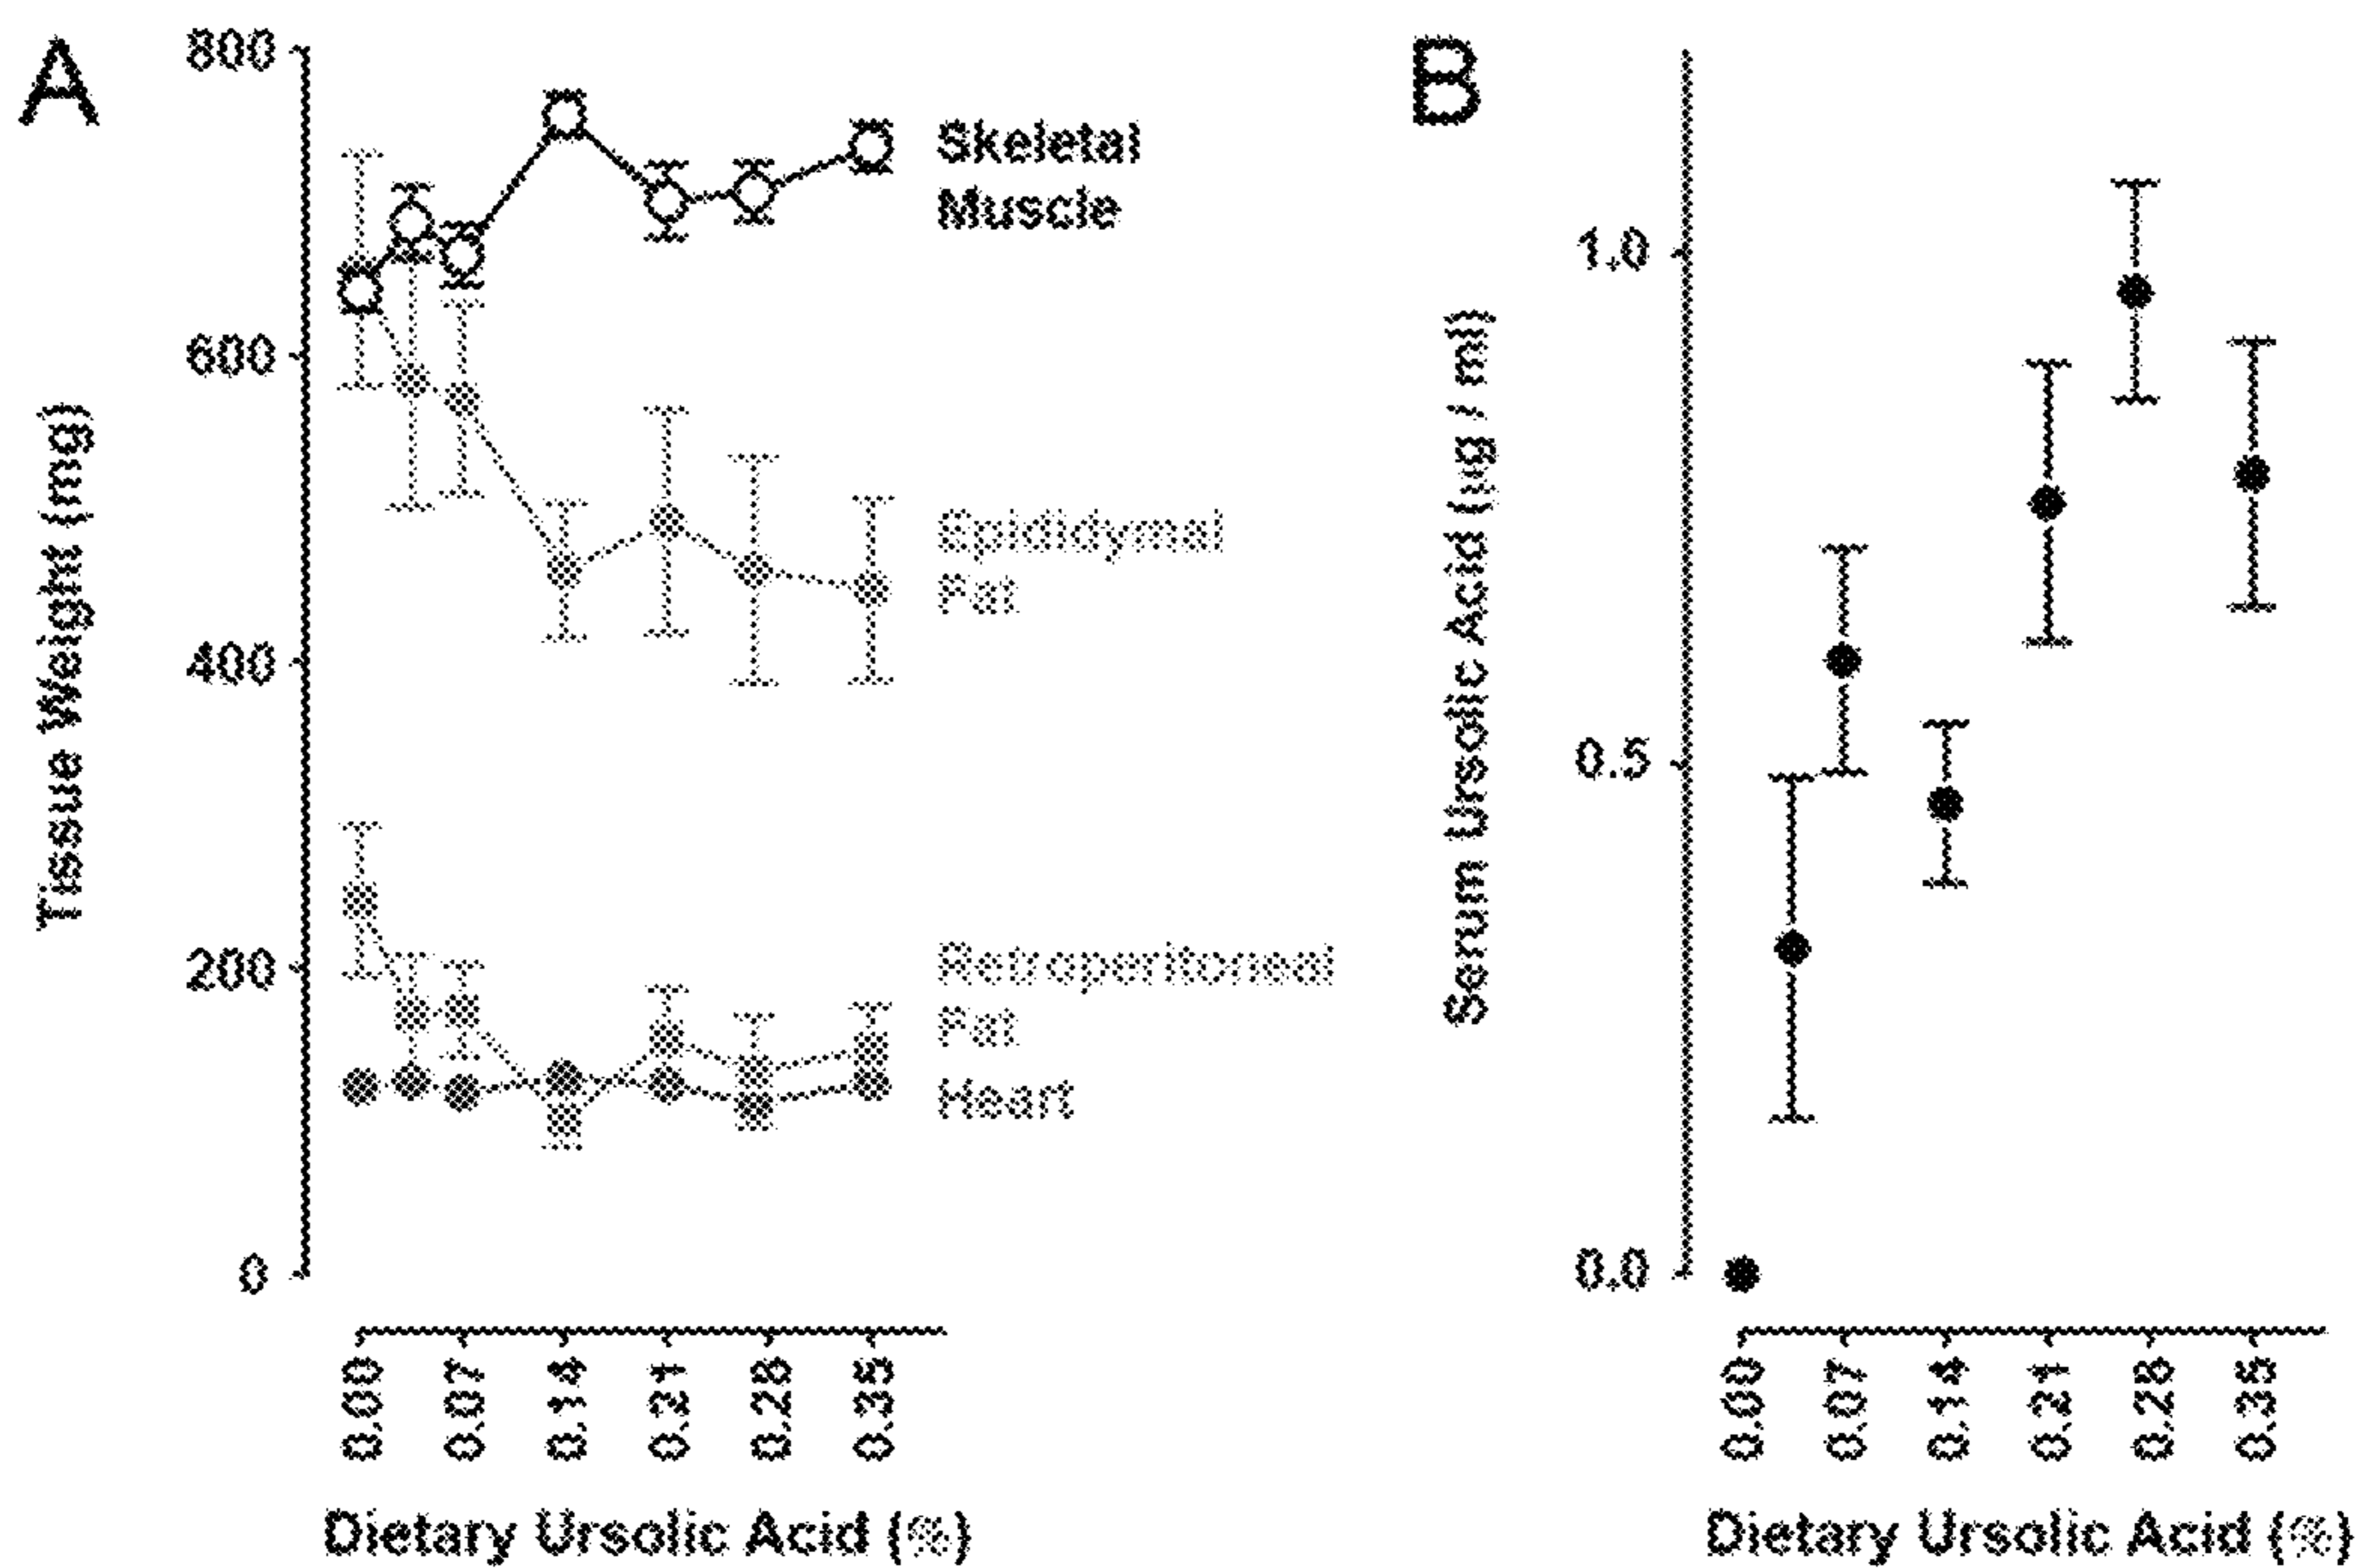 A
800
600
400
200
0
Tissue Weight (mg)
Skeletal
Muscle
Epididymal
Fat
Retroperitoneal
Fat
Heart
0.00
0.07
0.14
0.21
0.28
0.35
Dietary Ursolic Acid (%)
B
1.0
0.5
0.0
Serum Ursolic Acid (µg / ml)
0.00
0.07
0.14
0.21
0.28
0.35
Dietary Ursolic Acid (%)